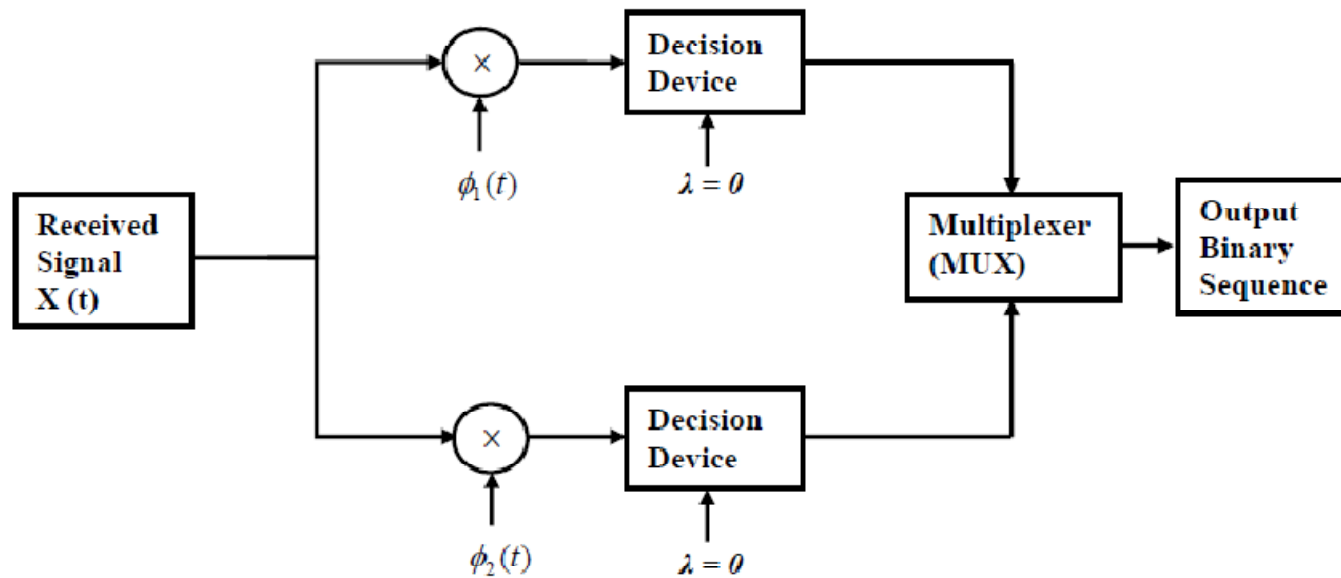 Decision
Device
×
ϕ₁(t)
λ = 0
Received
Signal
X (t)
Multiplexer
(MUX)
Output
Binary
Sequence
Decision
Device
×
ϕ₂(t)
λ = 0